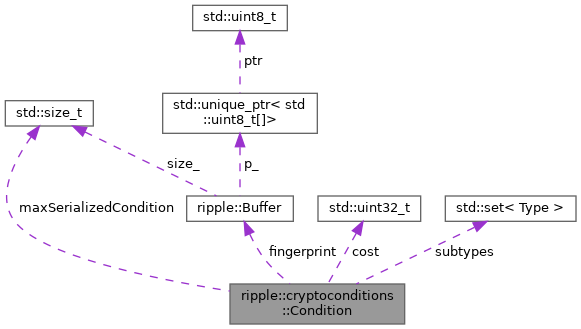 std::uint8_t
ptr
std::unique_ptr< std
::uint8_t[]>
std::size_t
size_
p_
maxSerializedCondition
ripple::Buffer
std::uint32_t
std::set< Type >
fingerprint
cost
subtypes
ripple::cryptoconditions
::Condition